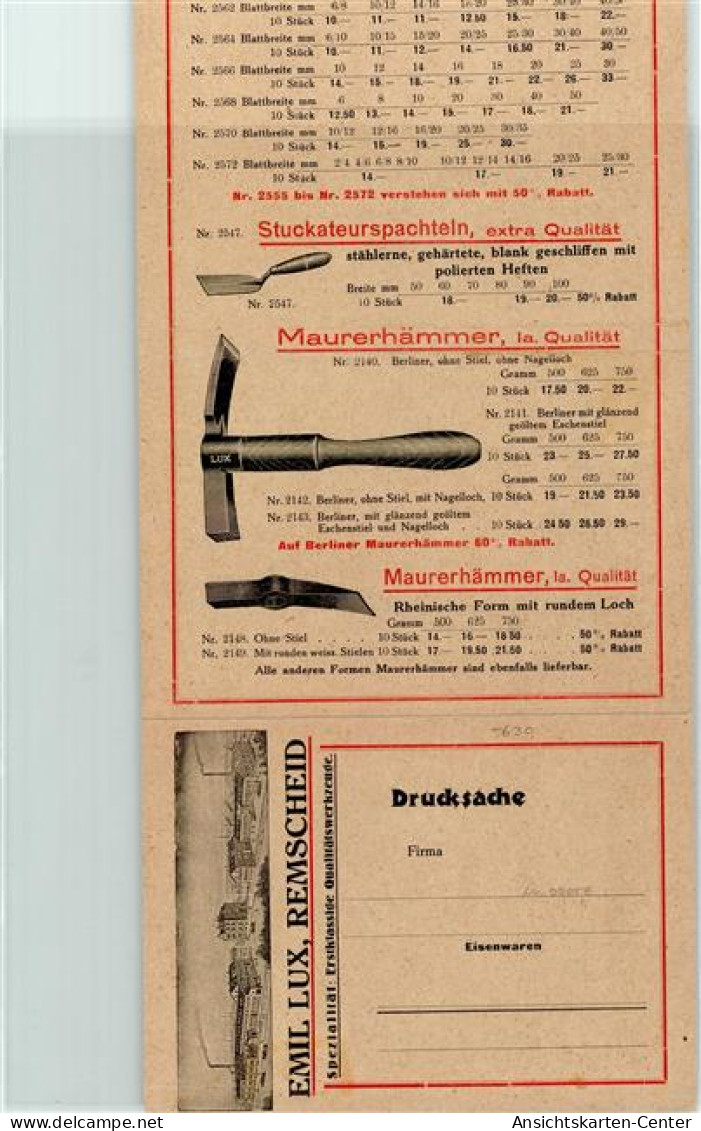 Nr. 2562 Blattbreite mm 6/8 10/12 14/16
10 Stück 10.— 11.— 11.— 12.50 15.— 18.— 22.—
Nr. 2564 Blattbreite mm 6/10 10/15 15/20 20/25 25/30 30/40 40/50
10 Stück 10.— 11.— 12.— 14.— 16.50 21.— 30.—
Nr. 2566 Blattbreite mm 10 12 14 16 18 20 25 30
10 Stück 14.— 15.— 18.— 19.— 21.— 22.— 26.— 33.—
Nr. 2568 Blattbreite mm 6 8 10 20 30 40 50
10 Stück 12.50 13.— 14.— 15.— 17.— 18.— 21.—
Nr. 2570 Blattbreite mm 10/12 12/16 16/20 20/25 30/35
10 Stück 14.— 15.— 19.— 25.— 30.—
Nr. 2572 Blattbreite mm 2/4 4/6 6/8 8/10 10/12 12/14 14/16 20/25 25/30
10 Stück 14.— 17.— 19.— 21.—
Nr. 2555 bis Nr. 2572 verstehen sich mit 50% Rabatt.
Nr. 2547. Stuckateurspachteln, extra Qualität
stählerne, gehärtete, blank geschliffen mit
polierten Heften
Breite mm 50 60 70 80 90 100
10 Stück 18.— 19.— 20.— 50% Rabatt
Nr. 2547.
Maurerhämmer, Ia. Qualität
Nr. 2140. Berliner, ohne Stiel, ohne Nagelloch
Gramm 500 625 750
10 Stück 17.50 20.— 22.—
Nr. 2141. Berliner mit glänzend
geöltem Eschenstiel
Gramm 500 625 750
10 Stück 23.— 25.— 27.50
LUX
Gramm 500 625 750
Nr. 2142. Berliner, ohne Stiel, mit Nagelloch, 10 Stück 19.— 21.50 23.50
Nr. 2143. Berliner, mit glänzend geöltem
Eschenstiel und Nagelloch . . 10 Stück 24.50 26.50 29.—
Auf Berliner Maurerhämmer 60% Rabatt.
Maurerhämmer, Ia. Qualität
Rheinische Form mit rundem Loch
Gramm 500 625 750
Nr. 2148. Ohne Stiel . . . . . 10 Stück 14.— 16.— 18.50 . . . . . 50% Rabatt
Nr. 2149. Mit runden weiss. Stielen 10 Stück 17.— 19.50 21.50 . . . . . 50% Rabatt
Alle anderen Formen Maurerhämmer sind ebenfalls lieferbar.
EMIL LUX, REMSCHEID
Spezialität: Erstklassige Qualitätswerkzeuge.
Drucksache
Firma
Eisenwaren
Ansichtskarten-Center